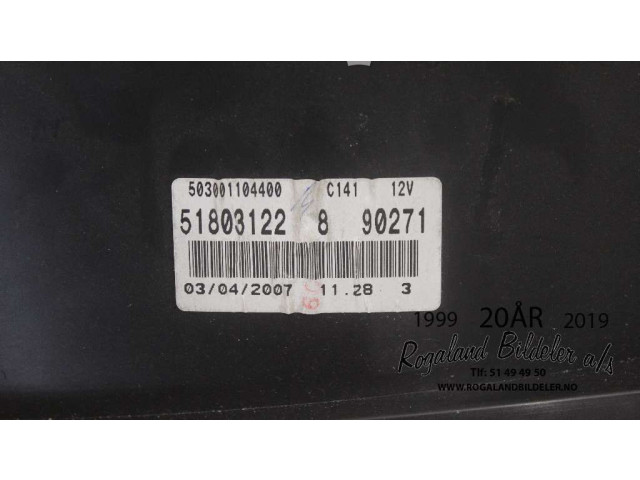 503001104400 C141 12V
51803122 8 90271
03/04/2007 11.28 3
1999 20ÅR 2019
Rogaland Bildeler a/s
Tlf: 51 49 49 50
WWW.ROGALANDBILDELER.NO